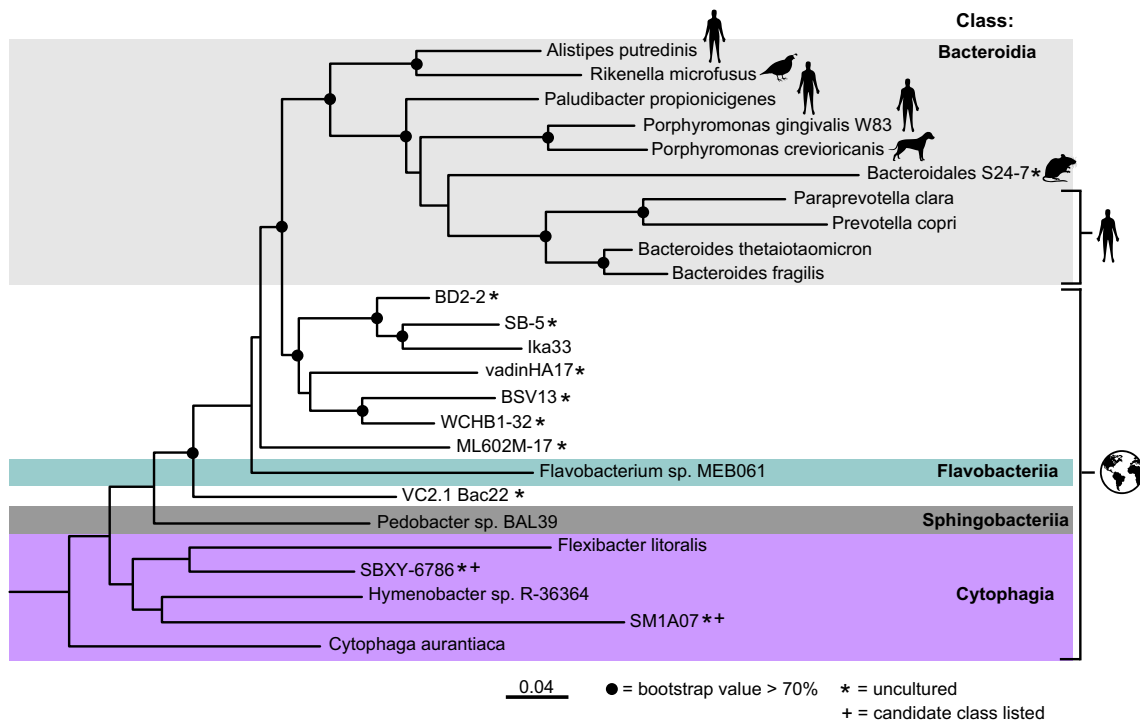 Class:
Alistipes putredinis
Bacteroidia
Rikenella microfusus
Paludibacter propionicigenes
Porphyromonas gingivalis W83
Porphyromonas crevioricanis
Bacteroidales S24-7*
Paraprevotella clara
Prevotella copri
Bacteroides thetaiotaomicron
Bacteroides fragilis
BD2-2*
SB-5*
Ika33
vadinHA17*
BSV13*
WCHB1-32*
ML602M-17*
Flavobacterium sp. MEB061
Flavobacteriia
VC2.1 Bac22*
Pedobacter sp. BAL39
Sphingobacteriia
Flexibacter litoralis
SBXY-6786*+
Hymenobacter sp. R-36364
Cytophagia
SM1A07*+
Cytophaga aurantiaca
0.04
= bootstrap value > 70%
* = uncultured
+ = candidate class listed